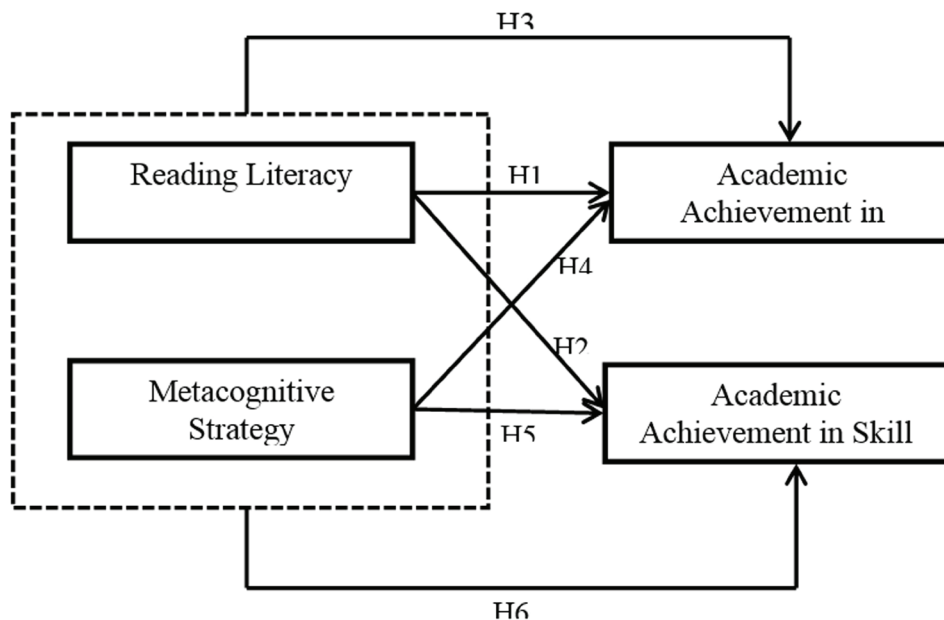 H3
Reading Literacy
H1
Academic
Achievement in
H4
H2
Metacognitive
Strategy
Academic
Achievement in Skill
H5
H6